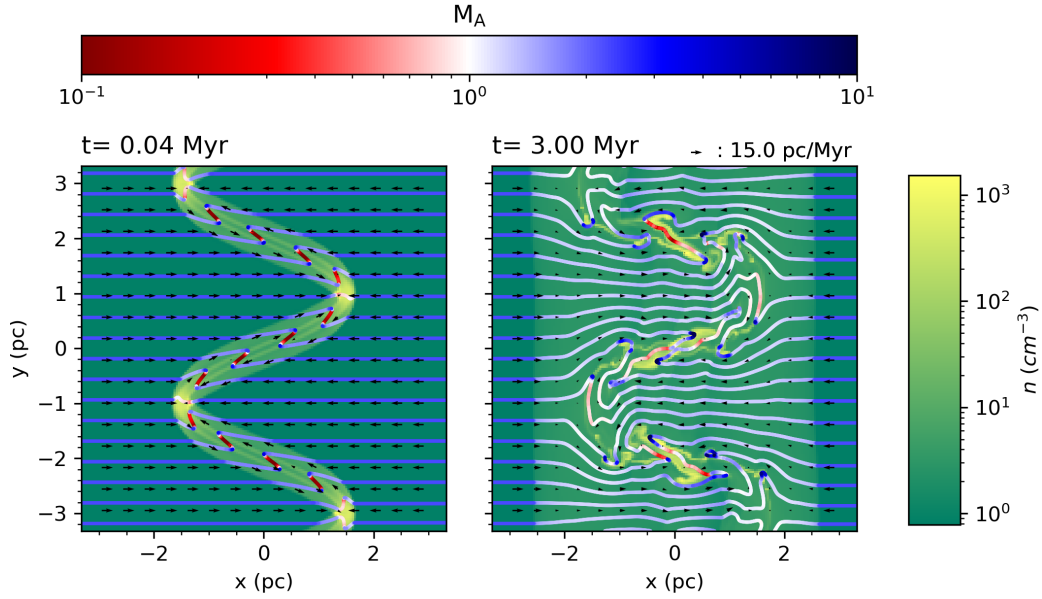 M_A
10^−1 10^0 10^1
t= 0.04 Myr
t= 3.00 Myr
: 15.0 pc/Myr
y (pc)
3
2
1
0
−1
−2
−3
−2 0 2
x (pc)
−2 0 2
x (pc)
10^3
10^2
10^1
10^0
n (cm^−3)